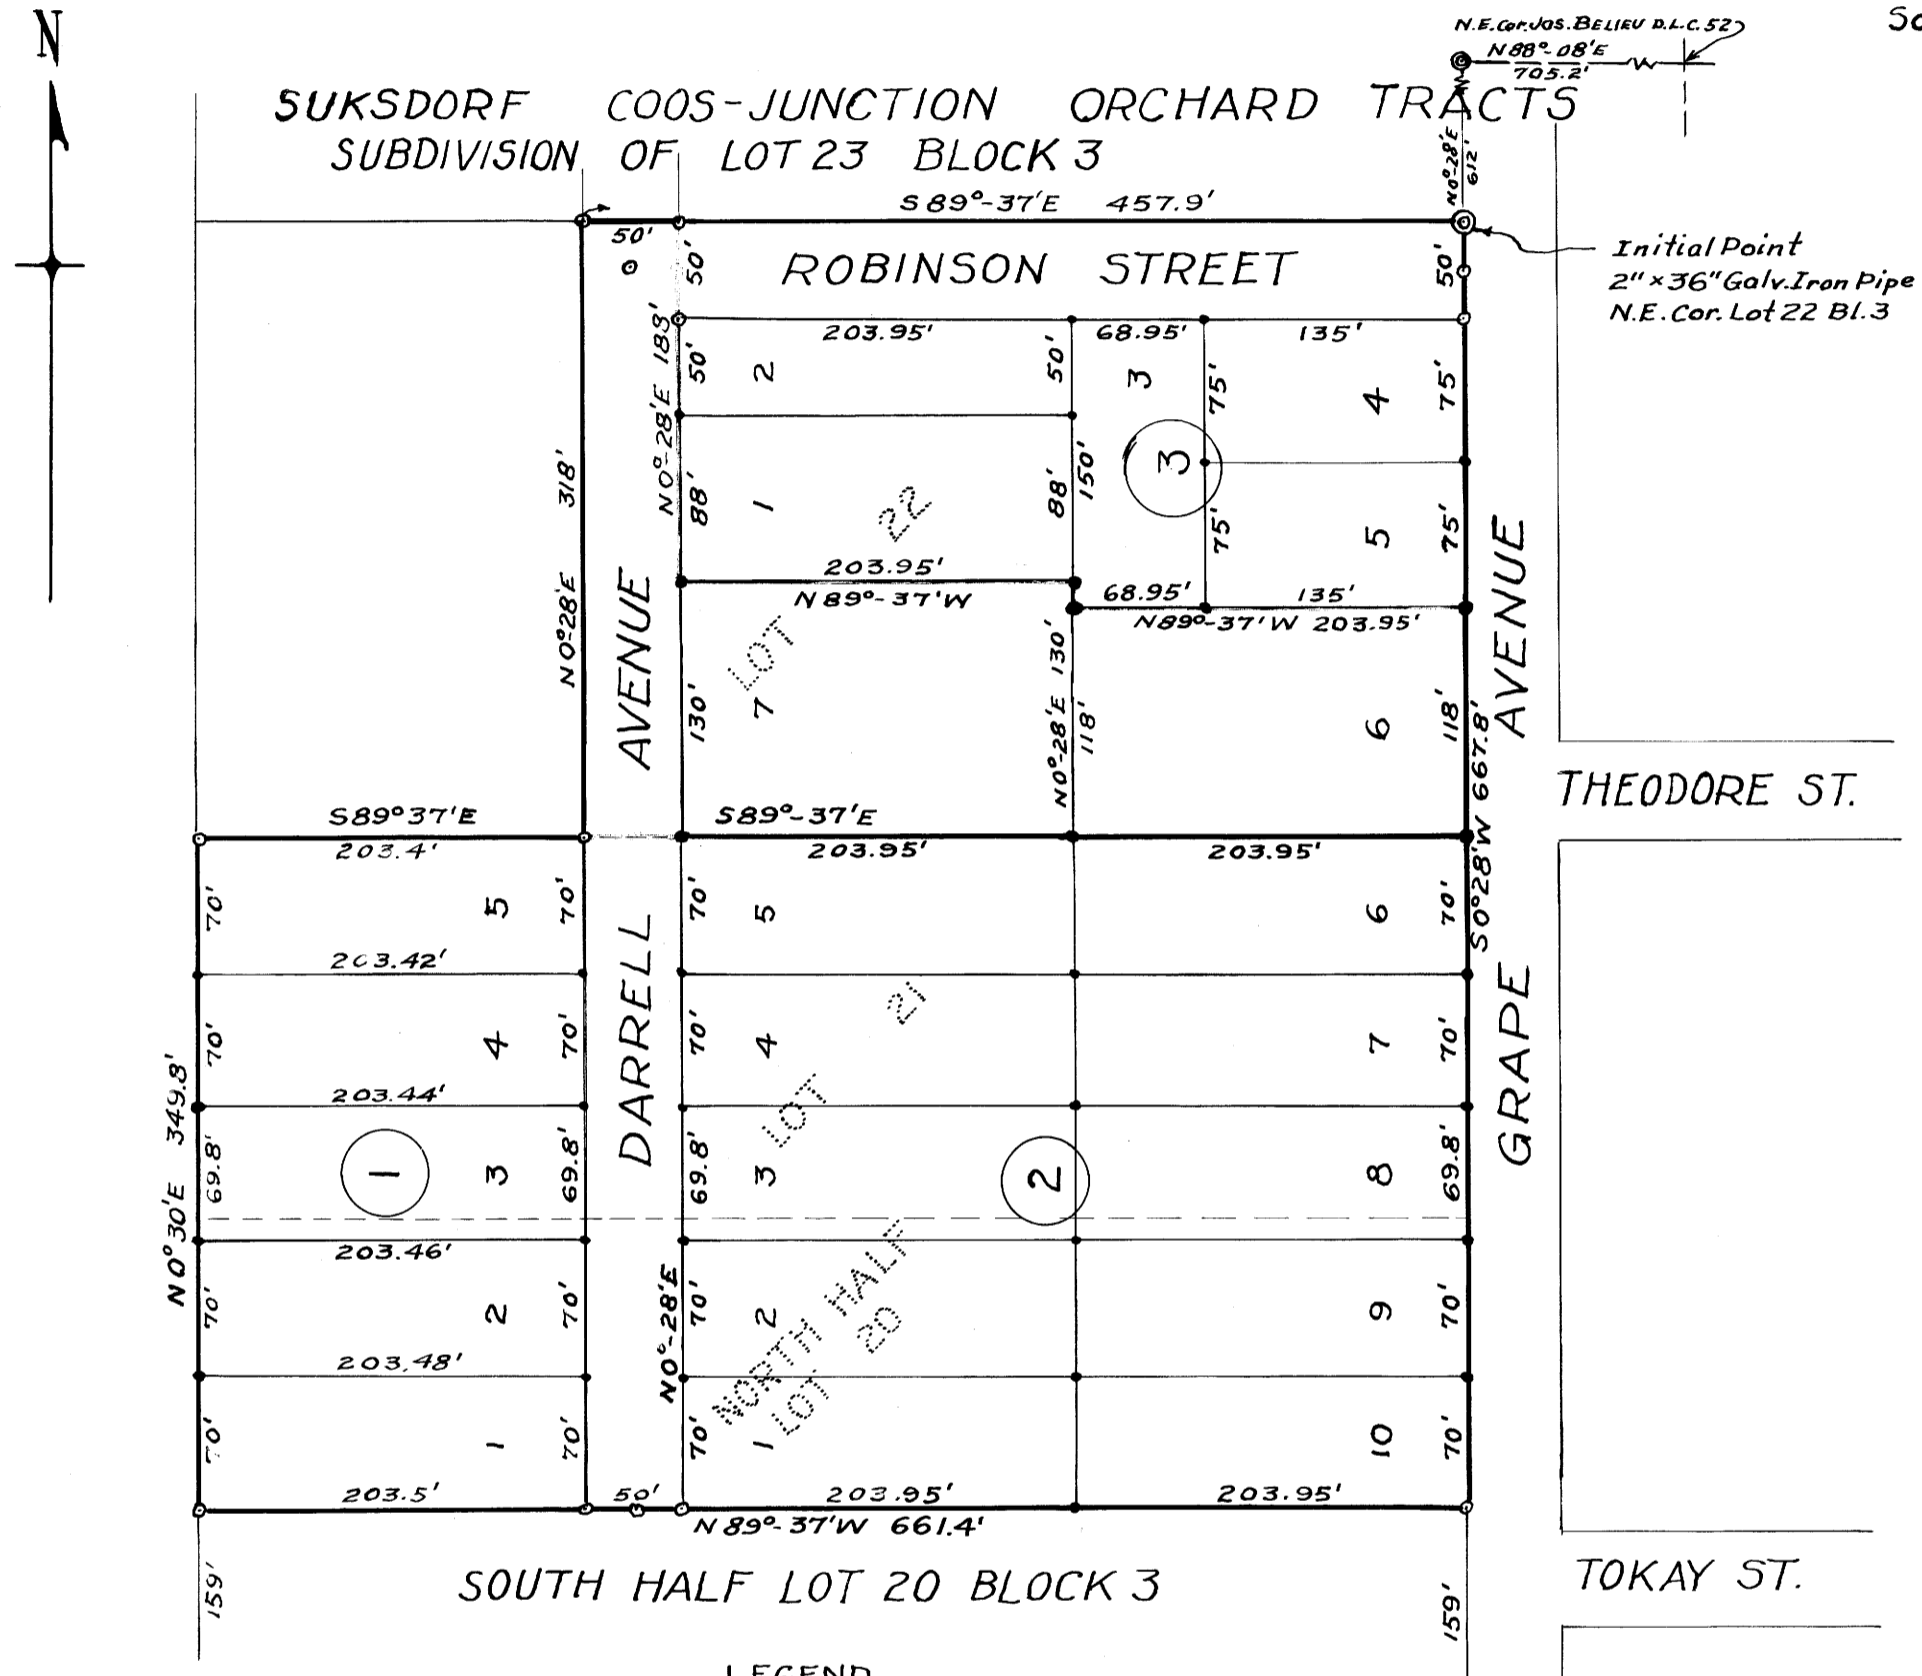 N
So
N.E.Cor.Jos. BELIEU D.L.C. 52
N88°-08'E
705.2'
SUKSDORF COOS-JUNCTION ORCHARD TRACTS
SUBDIVISION OF LOT 23 BLOCK 3
N0°-28'E
612'
S89°-37'E 457.9'
50'
50'
ROBINSON STREET
50'
Initial Point
2"x36" Galv. Iron Pipe
N.E. Cor. Lot 22 Bl. 3
203.95'
68.95'
135'
N0°-28'E 188'
50'
2
50'
3
75'
4
75'
N0°28'E 318'
88'
1
22
88'
150'
3
75'
5
75'
203.95'
N89°-37'W
68.95'
135'
N89°-37'W 203.95'
AVENUE
AVENUE
LOT
130'
7
N0°-28'E 130'
118'
6
118'
S0°28'W 667.8'
THEODORE ST.
S89°37'E
203.4'
S89°-37'E
203.95'
203.95'
70'
5
70'
70'
5
6
70'
203.42'
DARRELL
21
GRAPE
70'
4
70'
70'
4
7
70'
203.44'
LOT
N0°30'E 349.8'
69.8'
1
3
69.8'
69.8'
3
2
8
69.8'
203.46'
N0°-28'E
NORTH HALF
LOT 20
70'
2
70'
70'
2
9
70'
203.48'
70'
1
70'
70'
1
10
70'
203.5'
50'
203.95'
203.95'
N89°-37'W 661.4'
159'
SOUTH HALF LOT 20 BLOCK 3
159'
TOKAY ST.
LEGEND